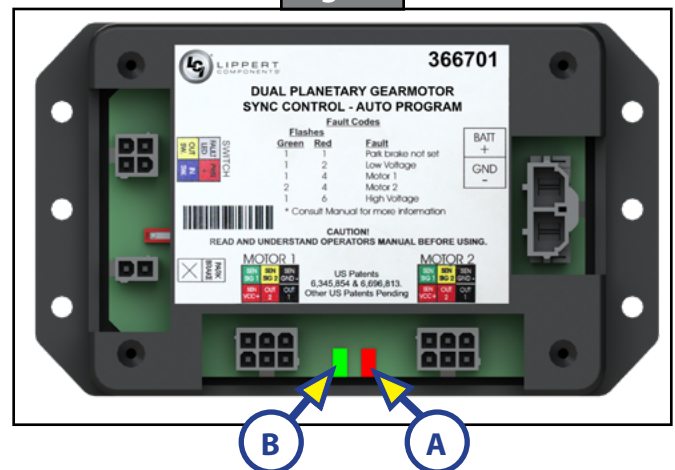 LCI LIPPERT
COMPONENTS®
366701
DUAL PLANETARY GEARMOTOR
SYNC CONTROL - AUTO PROGRAM
Fault Codes
Flashes
Green Red Fault
1 1 Park brake not set
1 2 Low Voltage
1 4 Motor 1
2 4 Motor 2
1 6 High Voltage
* Consult Manual for more information
SWITCH
FAULT LED
OUT SW.
IN SW.
BATT
+
GND
-
CAUTION!
READ AND UNDERSTAND OPERATORS MANUAL BEFORE USING.
PARK BRAKE
MOTOR 1
SEN SIG 1
SEN SIG 2
SEN GND -
SEN VCC+
OUT 2
OUT 1
US Patents
6,345,854 & 6,696,813.
Other US Patents Pending
MOTOR 2
SEN SIG 1
SEN SIG 2
SEN GND -
SEN VCC+
OUT 2
OUT 1
B
A